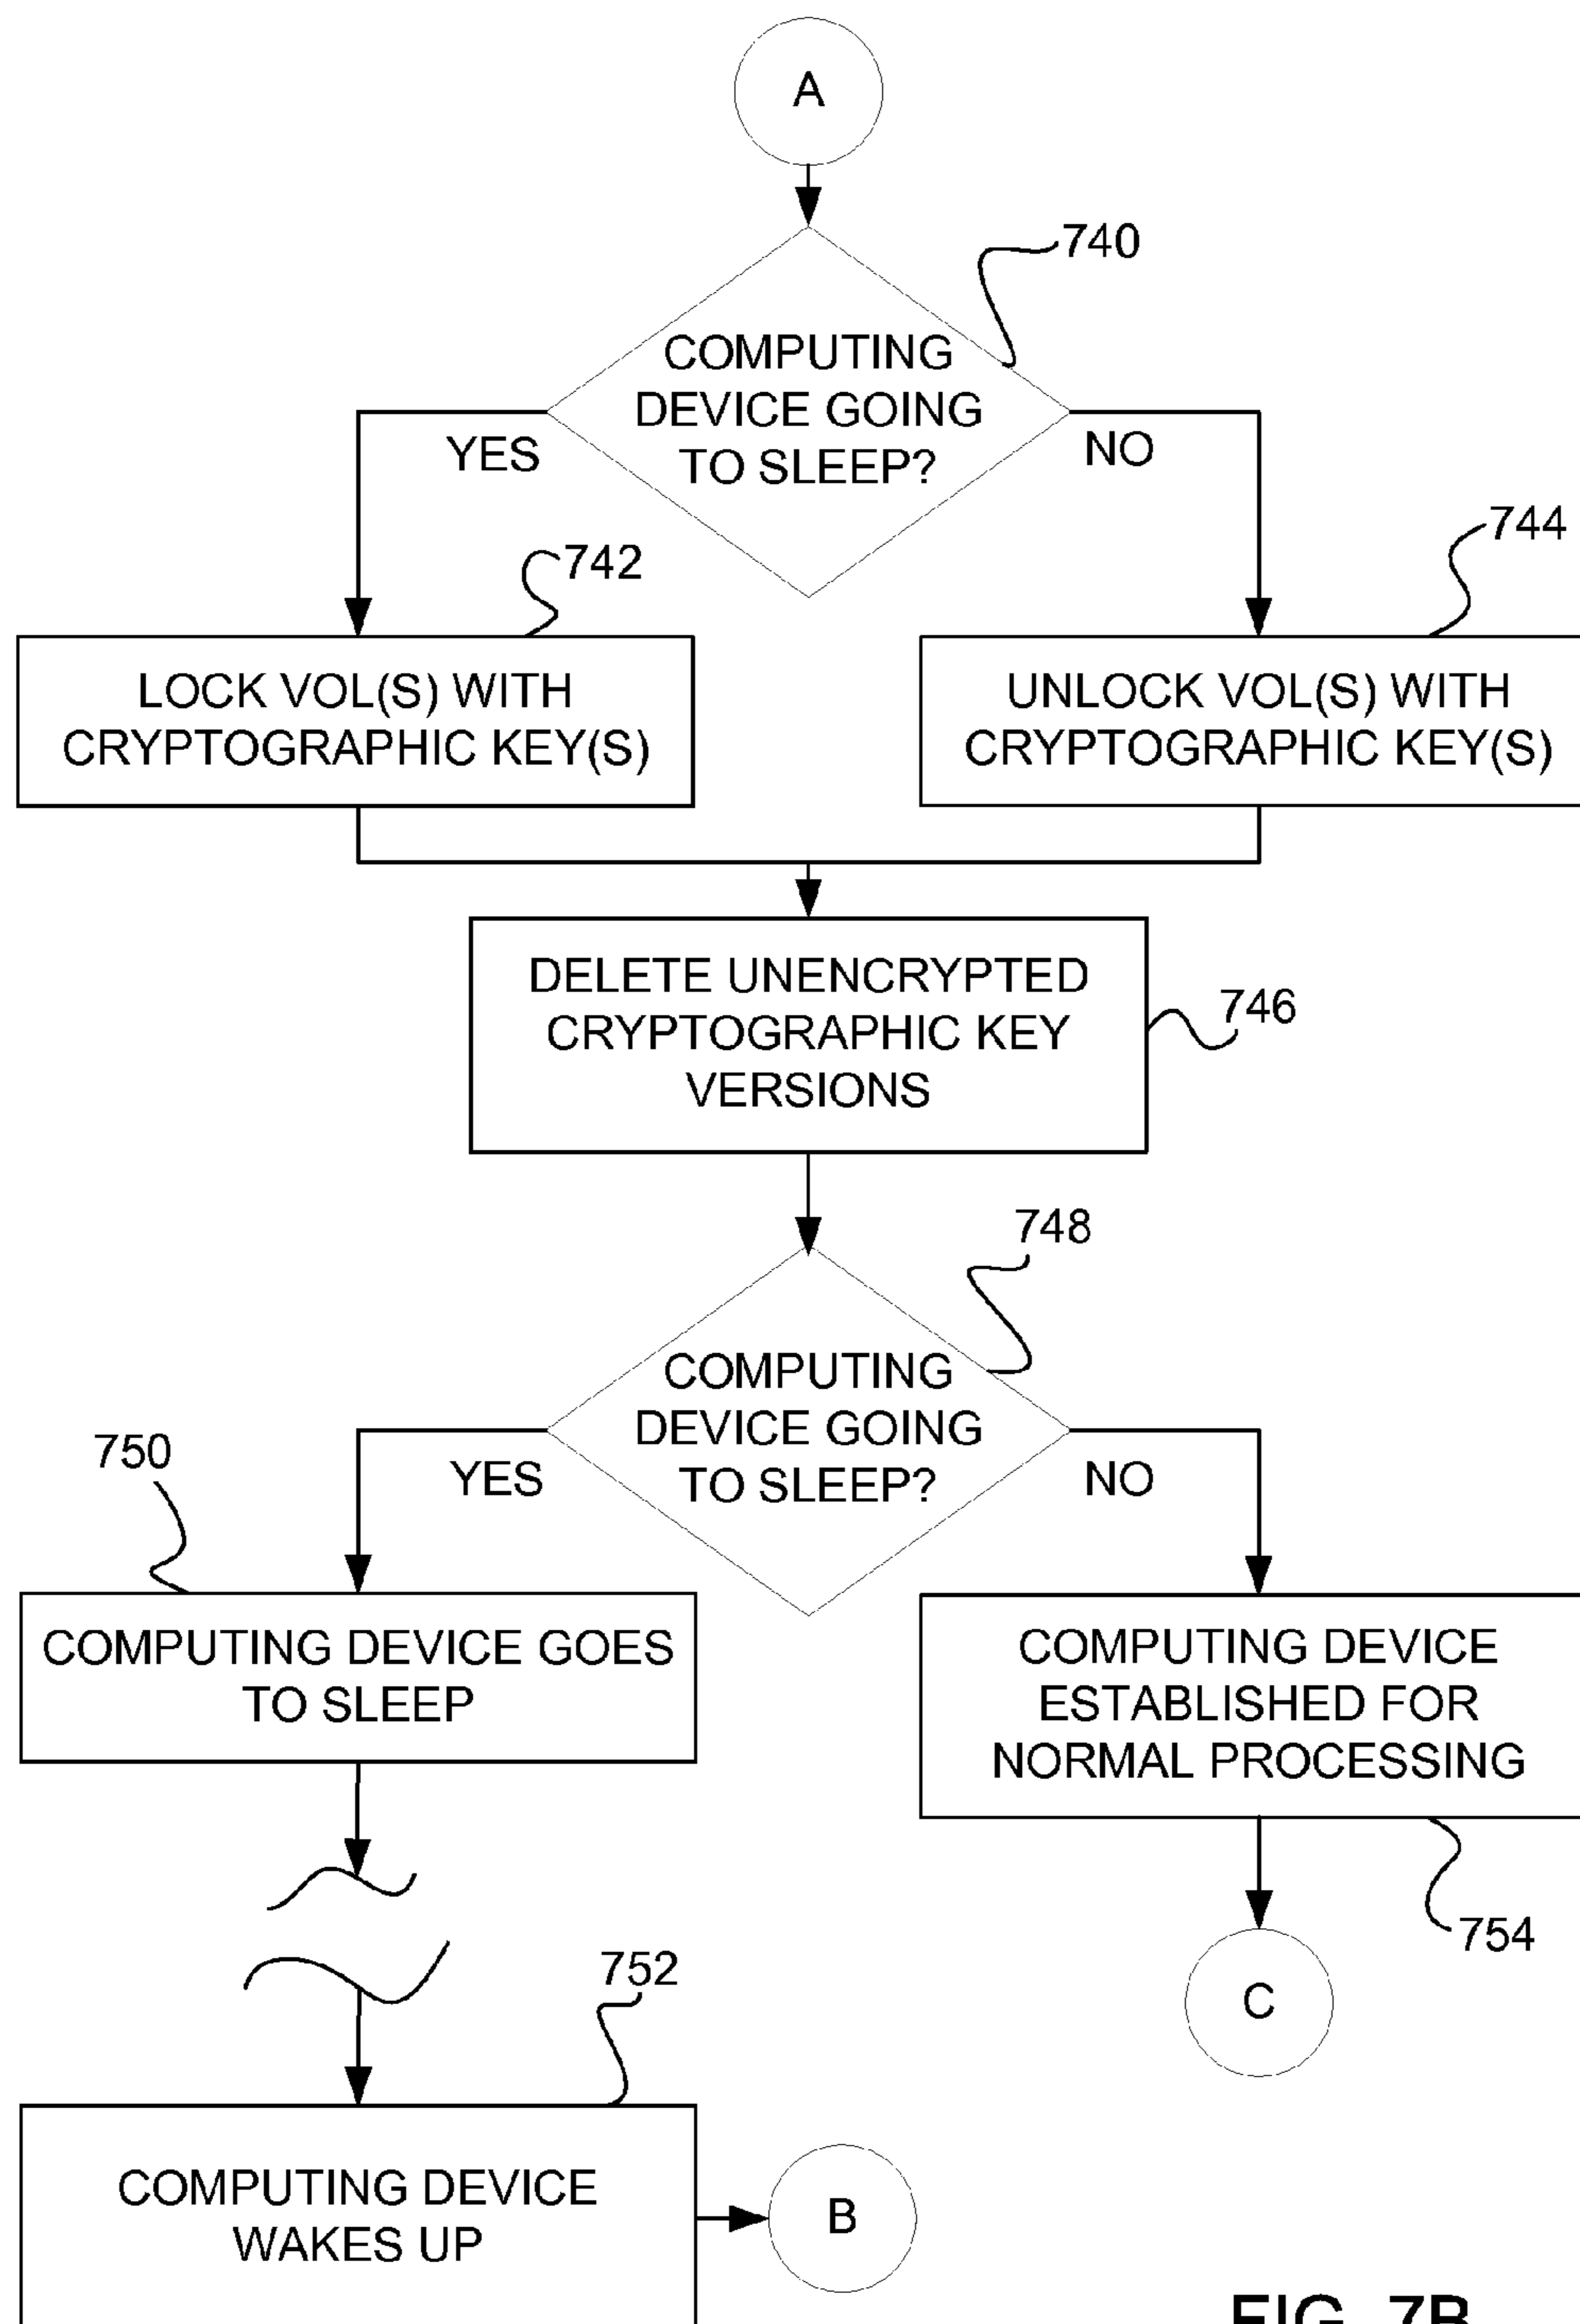 A
740
COMPUTING
DEVICE GOING
TO SLEEP?
YES
NO
742
744
LOCK VOL(S) WITH
CRYPTOGRAPHIC KEY(S)
UNLOCK VOL(S) WITH
CRYPTOGRAPHIC KEY(S)
DELETE UNENCRYPTED
CRYPTOGRAPHIC KEY
VERSIONS
746
748
COMPUTING
DEVICE GOING
TO SLEEP?
YES
NO
750
COMPUTING DEVICE GOES
TO SLEEP
COMPUTING DEVICE
ESTABLISHED FOR
NORMAL PROCESSING
754
C
752
COMPUTING DEVICE
WAKES UP
B
FIG. 7B